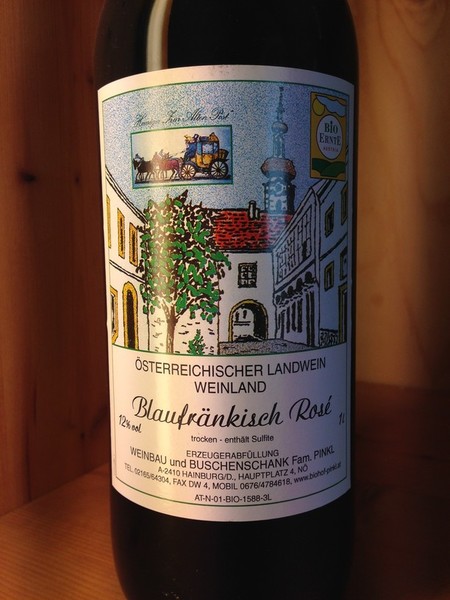 Heuriger "Zur Alten Post"
BIO
ERNTE
AUSTRIA
ÖSTERREICHISCHER LANDWEIN
WEINLAND
Blaufränkisch Rosé
12% vol.
1 l
trocken - enthält Sulfite
ERZEUGERABFÜLLUNG
WEINBAU und BUSCHENSCHANK Fam. PINKL
A-2410 HAINBURG/D., HAUPTPLATZ 4, NÖ
TEL. 02165/64304, FAX DW 4, MOBIL 0676/4784618, www.biohof-pinkl.at
AT-N-01-BIO-1588-3L